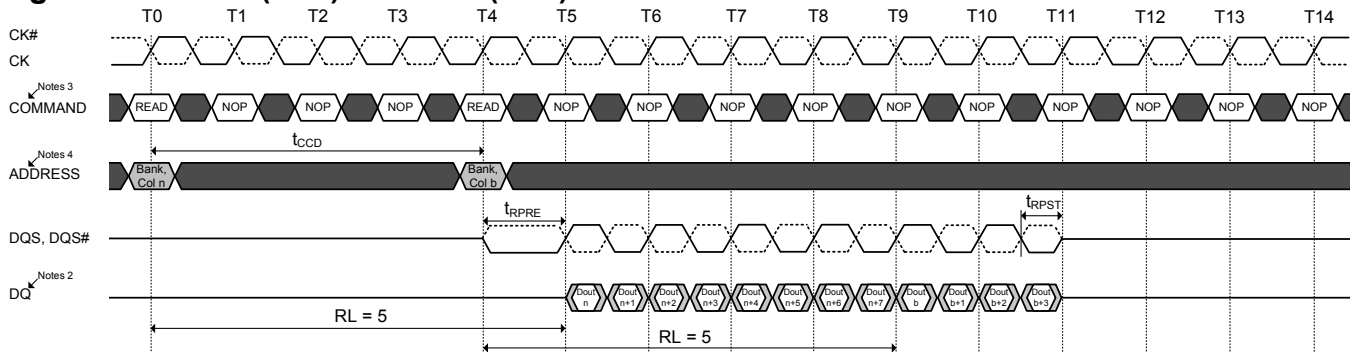 T0 T1 T2 T3 T4 T5 T6 T7 T8 T9 T10 T11 T12 T13 T14
CK#
CK
Notes 3
COMMAND READ NOP NOP NOP READ NOP NOP NOP NOP NOP NOP NOP NOP NOP NOP
tCCD
Notes 4
ADDRESS
Bank, Col n
Bank, Col b
tRPRE
tRPST
DQS, DQS#
Notes 2
DQ
Dout n
Dout n+1
Dout n+2
Dout n+3
Dout n+4
Dout n+5
Dout n+6
Dout n+7
Dout b
Dout b+1
Dout b+2
Dout b+3
RL = 5
RL = 5